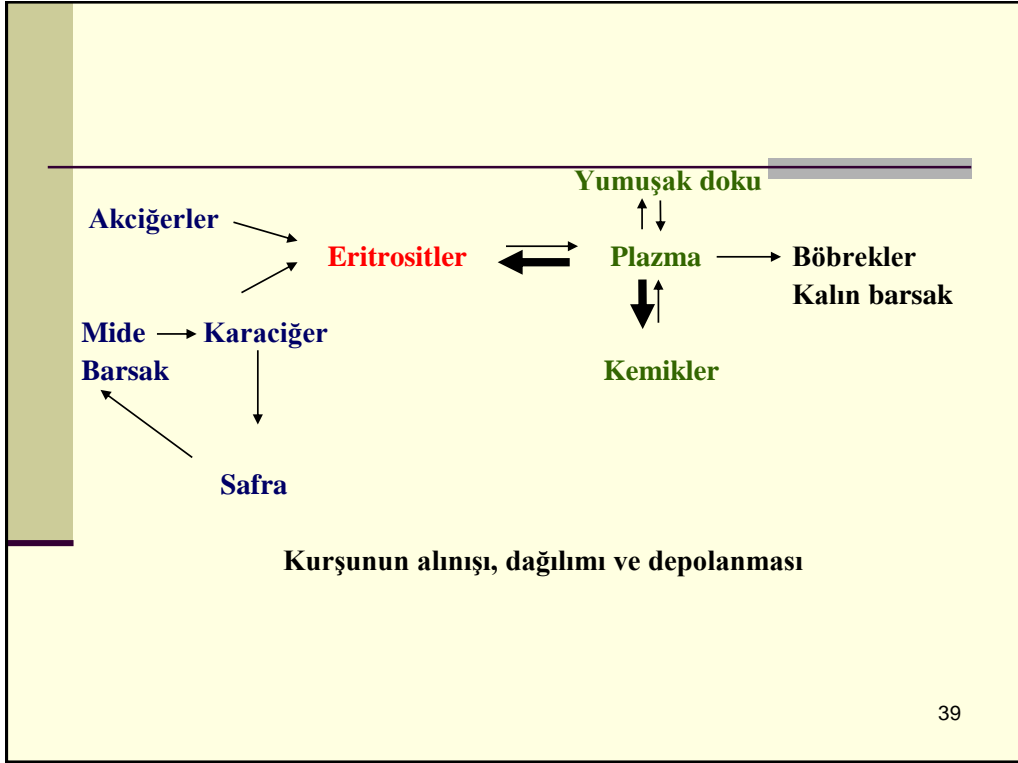 Yumuşak doku
Akciğerler
Eritrositler
Plazma
Böbrekler
Kalın barsak
Mide
Karaciğer
Barsak
Kemikler
Safra
Kurşunun alınışı, dağılımı ve depolanması
39